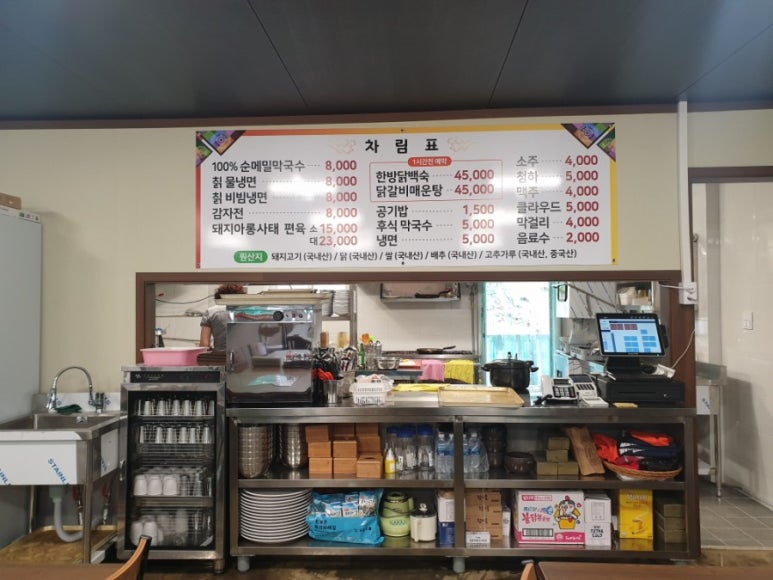 차 림 표
100% 순메밀막국수 ······ 8,000
칡 물냉면 ······ 8,000
칡 비빔냉면 ······ 8,000
감자전 ······ 8,000
돼지아롱사태 편육 소 15,000
대 23,000
1시간전 예약
한방닭백숙 ······ 45,000
닭갈비매운탕 ······ 45,000
공기밥 ······ 1,500
후식 막국수 ······ 5,000
냉면 ······ 5,000
소주 ······ 4,000
청하 ······ 5,000
맥주 ······ 4,000
클라우드 ······ 5,000
막걸리 ······ 4,000
음료수 ······ 2,000
원산지 돼지고기 (국내산) / 닭 (국내산) / 쌀 (국내산) / 배추 (국내산) / 고추가루 (국내산, 중국산)
STAINL